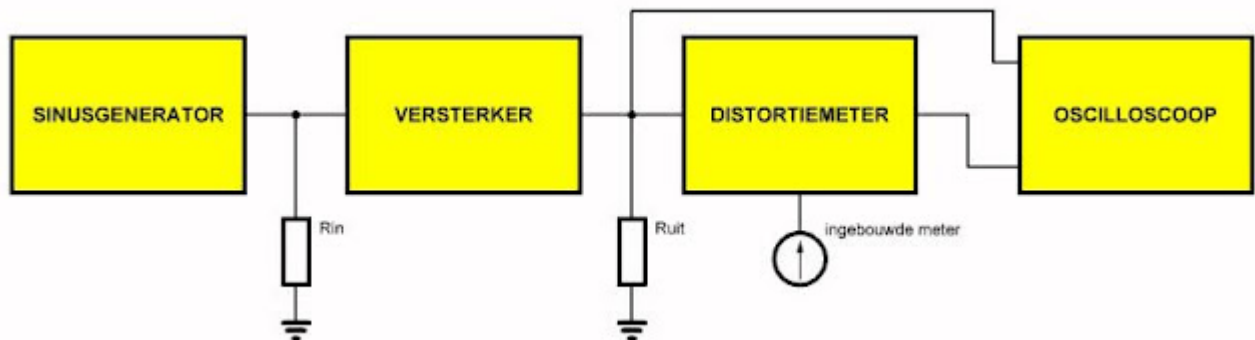 SINUSGENERATOR
VERSTERKER
DISTORTIEMETER
OSCILLOSCOOP
Rin
Ruit
ingebouwde meter